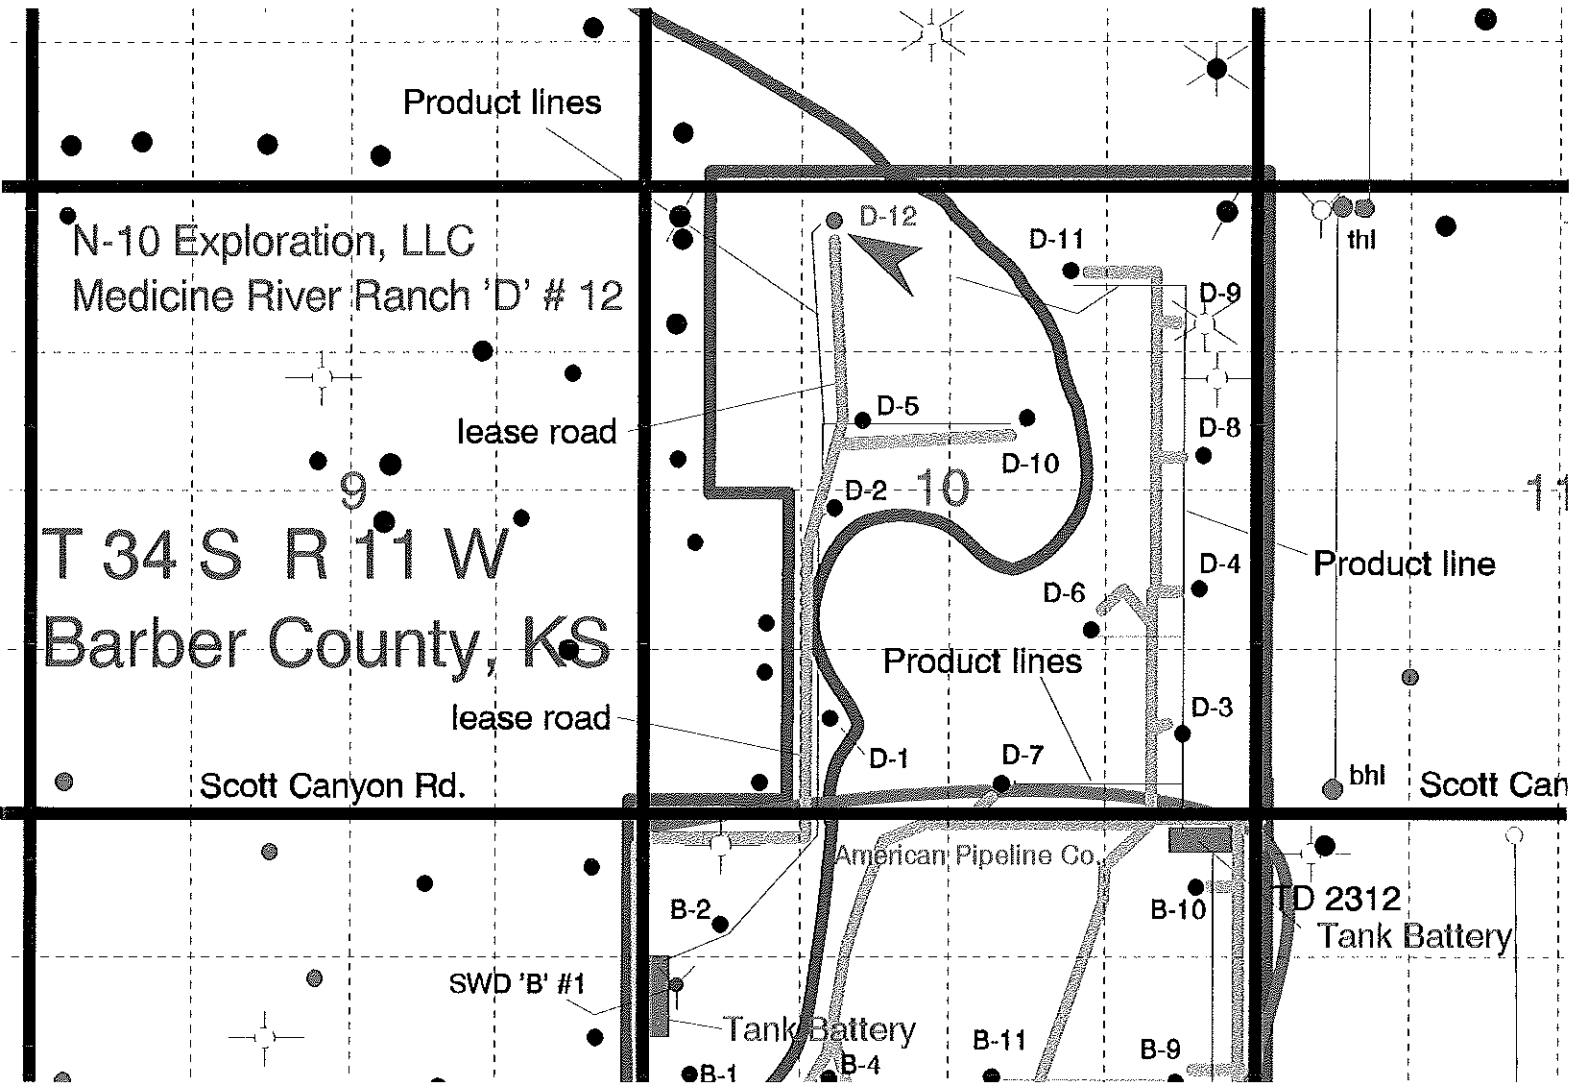 Product lines
N-10 Exploration, LLC
Medicine River Ranch 'D' # 12
D-12
D-11
thl
D-9
lease road
D-5
D-8
D-10
9
D-2
10
11
T 34 S R 11 W
Product line
D-4
D-6
Barber County, KS
Product lines
lease road
D-3
D-1
D-7
bhl
Scott Canyon Rd.
Scott Can
American Pipeline Co.
B-2
B-10
TD 2312
Tank Battery
SWD 'B' #1
Tank Battery
B-11
B-9
B-1
B-4